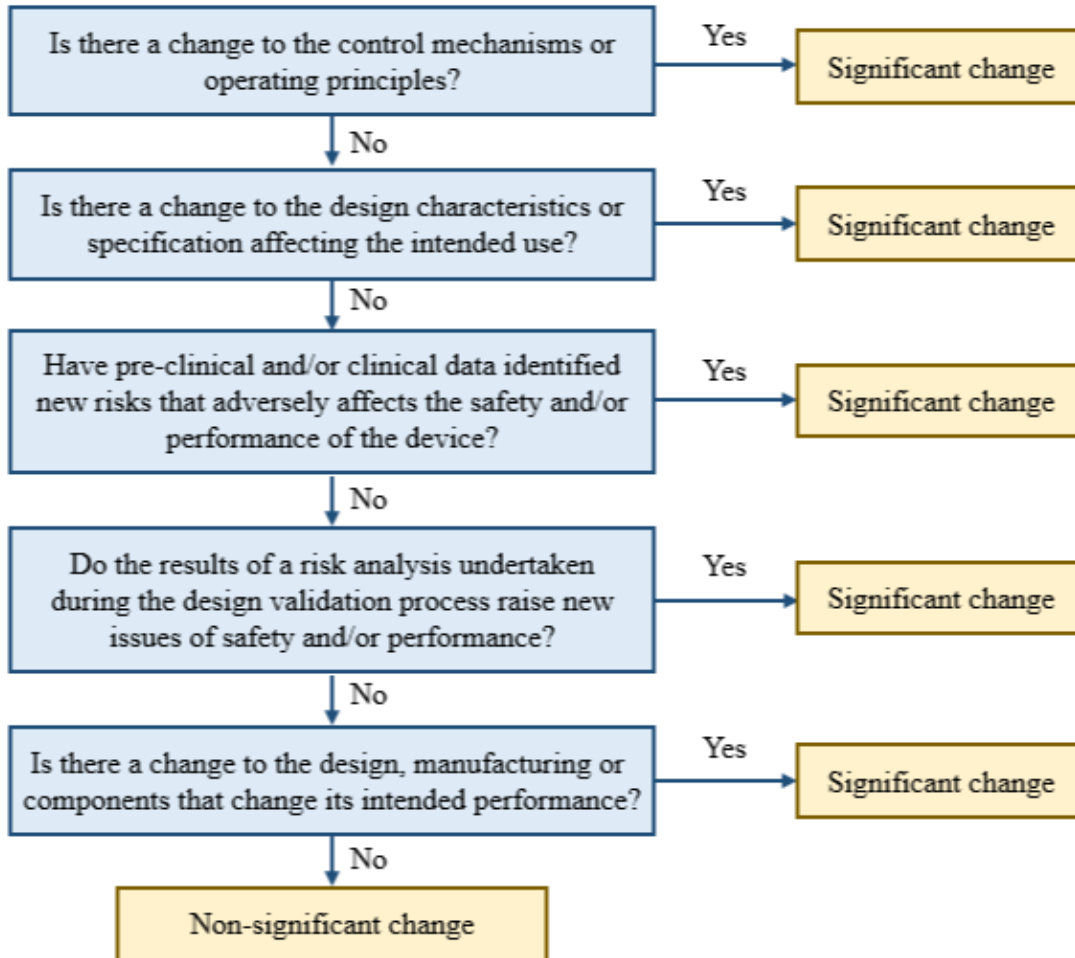 Is there a change to the control mechanisms or
operating principles?
Yes
Significant change
No
Is there a change to the design characteristics or
specification affecting the intended use?
Yes
Significant change
No
Have pre-clinical and/or clinical data identified
new risks that adversely affects the safety and/or
performance of the device?
Yes
Significant change
No
Do the results of a risk analysis undertaken
during the design validation process raise new
issues of safety and/or performance?
Yes
Significant change
No
Is there a change to the design, manufacturing or
components that change its intended performance?
Yes
Significant change
No
Non-significant change